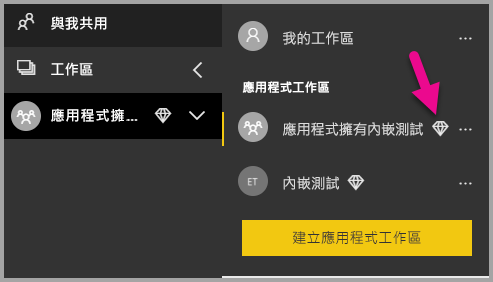 與我共用
工作區
應用程式擁...
我的工作區
...
應用程式工作區
應用程式擁有內嵌測試
...
ET
內嵌測試
...
建立應用程式工作區